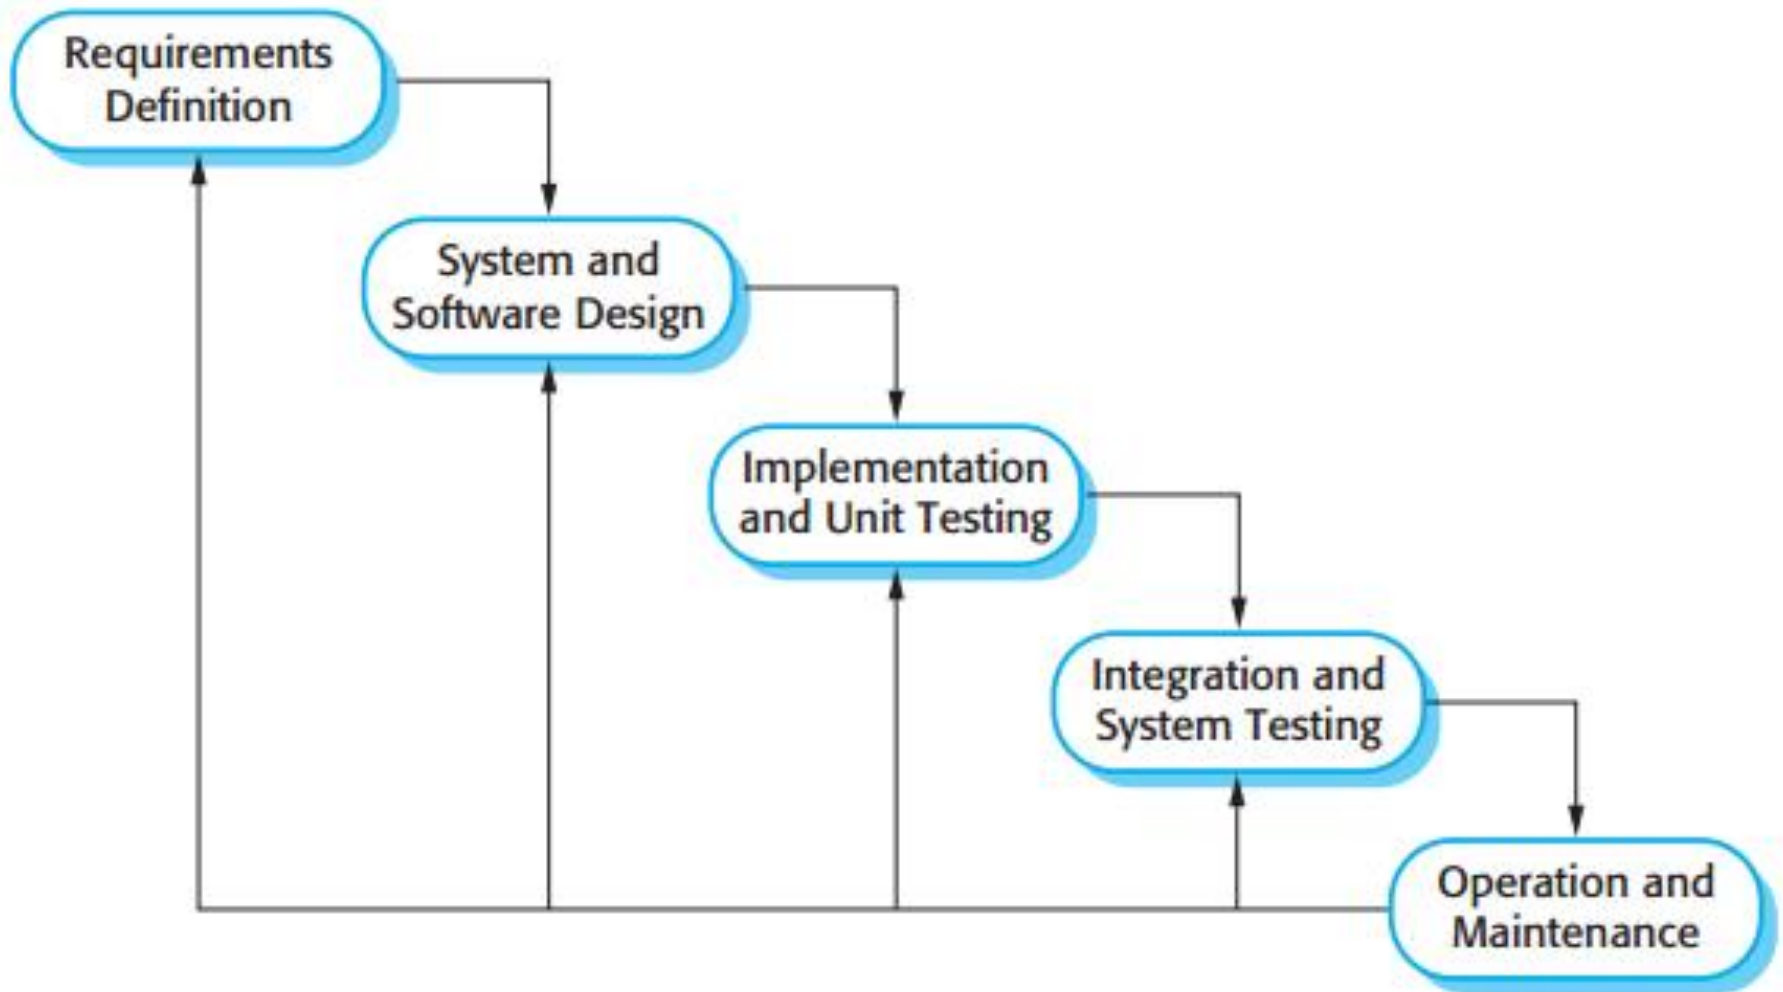 Requirements
Definition
System and
Software Design
Implementation
and Unit Testing
Integration and
System Testing
Operation and
Maintenance